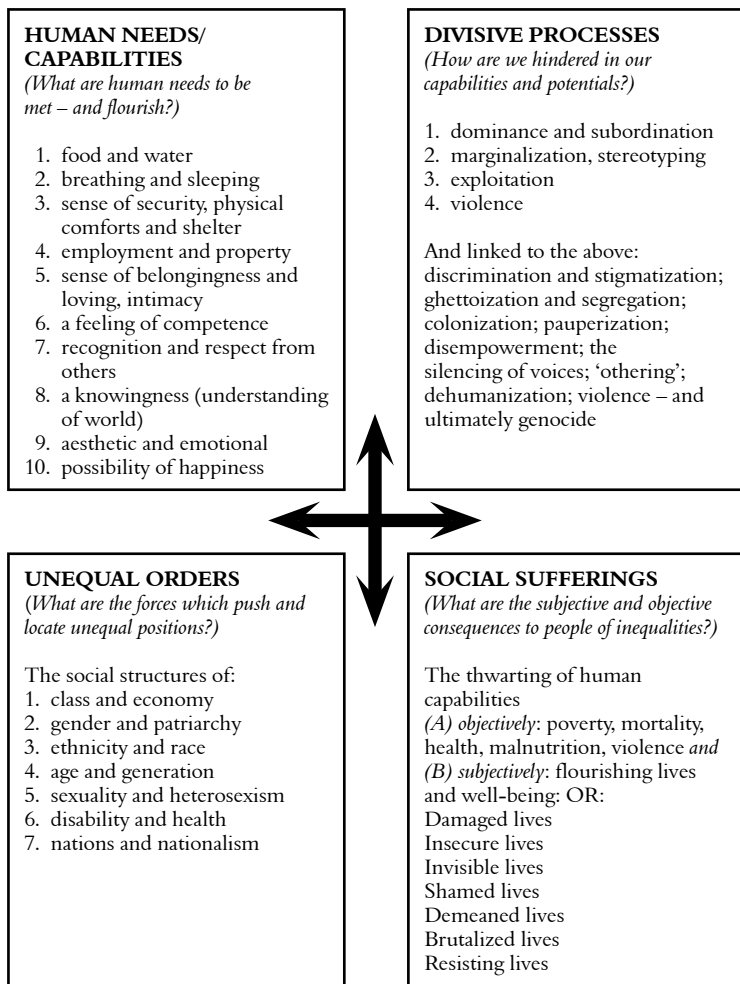 HUMAN NEEDS/
CAPABILITIES
(What are human needs to be
met – and flourish?)
1. food and water
2. breathing and sleeping
3. sense of security, physical
comforts and shelter
4. employment and property
5. sense of belongingness and
loving, intimacy
6. a feeling of competence
7. recognition and respect from
others
8. a knowingness (understanding
of world)
9. aesthetic and emotional
10. possibility of happiness
DIVISIVE PROCESSES
(How are we hindered in our
capabilities and potentials?)
1. dominance and subordination
2. marginalization, stereotyping
3. exploitation
4. violence
And linked to the above:
discrimination and stigmatization;
ghettoization and segregation;
colonization; pauperization;
disempowerment; the
silencing of voices; ‘othering’;
dehumanization; violence – and
ultimately genocide
UNEQUAL ORDERS
(What are the forces which push and
locate unequal positions?)
The social structures of:
1. class and economy
2. gender and patriarchy
3. ethnicity and race
4. age and generation
5. sexuality and heterosexism
6. disability and health
7. nations and nationalism
SOCIAL SUFFERINGS
(What are the subjective and objective
consequences to people of inequalities?)
The thwarting of human
capabilities
(A) objectively: poverty, mortality,
health, malnutrition, violence and
(B) subjectively: flourishing lives
and well-being: OR:
Damaged lives
Insecure lives
Invisible lives
Shamed lives
Demeaned lives
Brutalized lives
Resisting lives